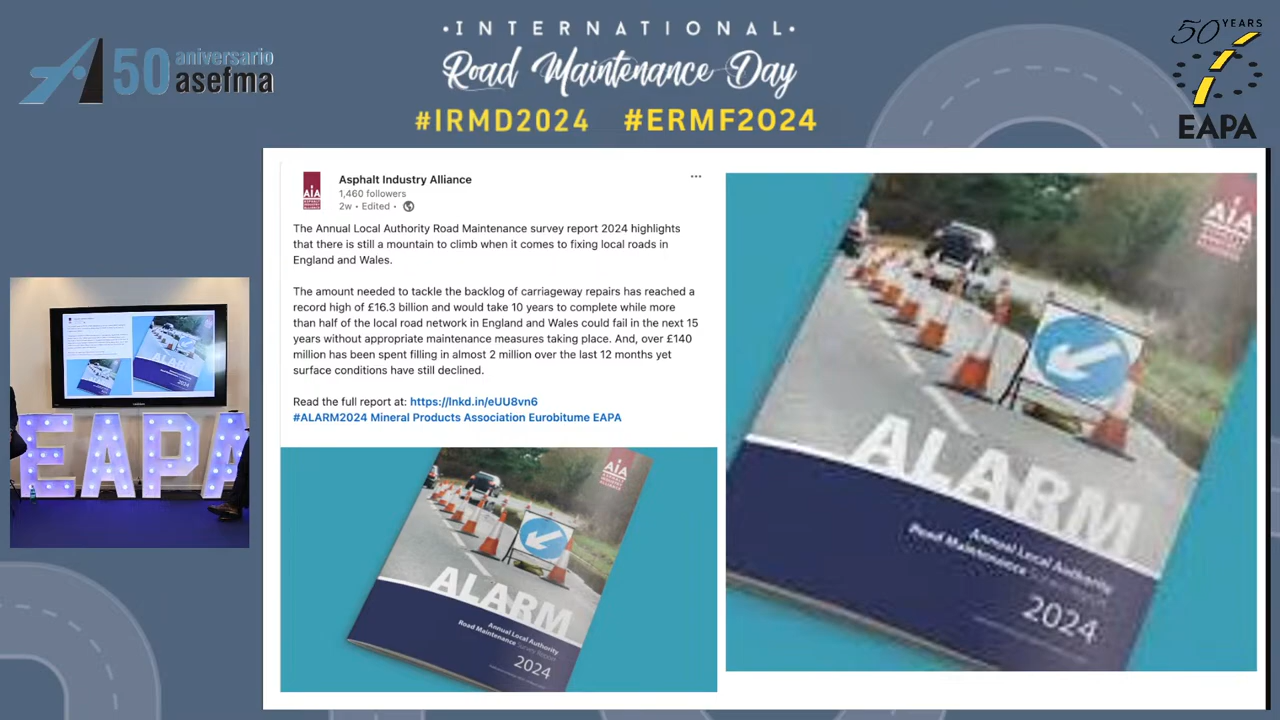 50 aniversario
asefma
•INTERNATIONAL•
Road Maintenance Day
#IRMD2024 #ERMF2024
50 YEARS
EAPA
AIA
Asphalt Industry Alliance
1,460 followers
2w • Edited •
The Annual Local Authority Road Maintenance survey report 2024 highlights
that there is still a mountain to climb when it comes to fixing local roads in
England and Wales.
The amount needed to tackle the backlog of carriageway repairs has reached a
record high of £16.3 billion and would take 10 years to complete while more
than half of the local road network in England and Wales could fail in the next 15
years without appropriate maintenance measures taking place. And, over £140
million has been spent filling in almost 2 million over the last 12 months yet
surface conditions have still declined.
Read the full report at: https://lnkd.in/eUU8vn6
#ALARM2024 Mineral Products Association Eurobitume EAPA
AIA
ALARM
Annual Local Authority
Road Maintenance Survey Report
2024
AIA
ALARM
Annual Local Authority
Road Maintenance
2024
EAPA